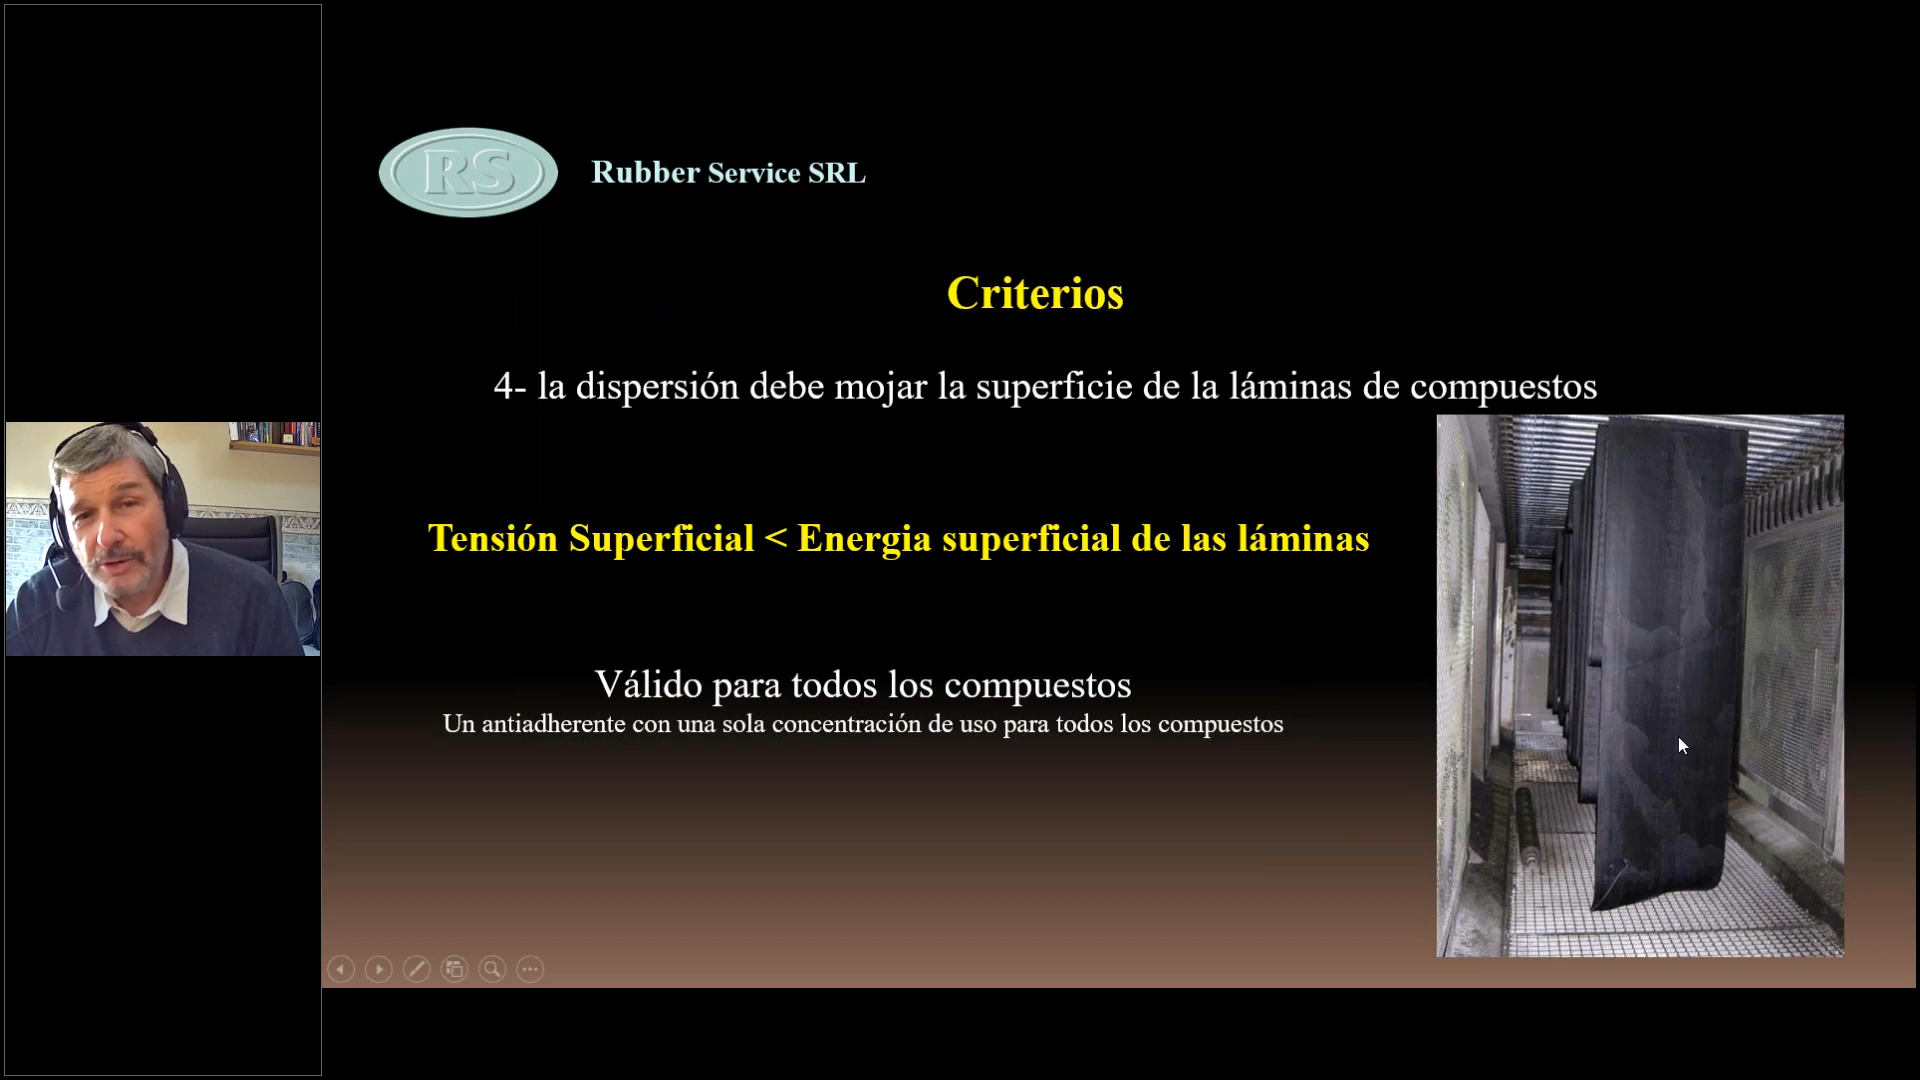 RS
Rubber Service SRL
Criterios
4- la dispersión debe mojar la superficie de la láminas de compuestos
Tensión Superficial < Energia superficial de las láminas
Válido para todos los compuestos
Un antiadherente con una sola concentración de uso para todos los compuestos